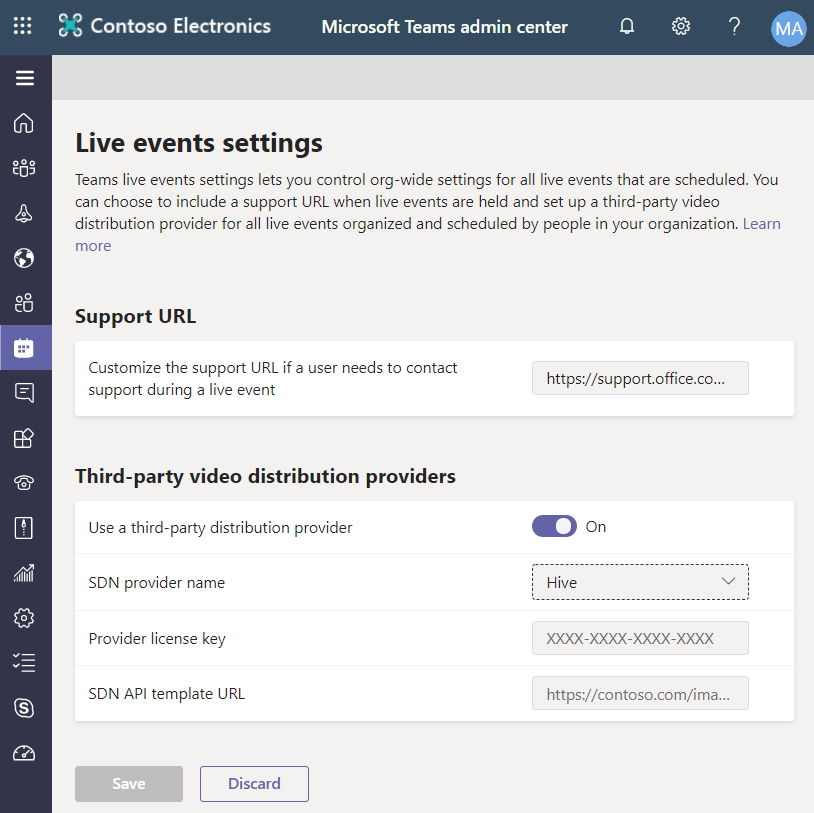 Contoso Electronics
Microsoft Teams admin center
?
MA
Live events settings
Teams live events settings lets you control org-wide settings for all live events that are scheduled. You
can choose to include a support URL when live events are held and set up a third-party video
distribution provider for all live events organized and scheduled by people in your organization. Learn
more
Support URL
Customize the support URL if a user needs to contact
support during a live event
https://support.office.co...
Third-party video distribution providers
Use a third-party distribution provider
On
SDN provider name
Hive
Provider license key
XXXX-XXXX-XXXX-XXXX
SDN API template URL
https://contoso.com/ima...
Save
Discard